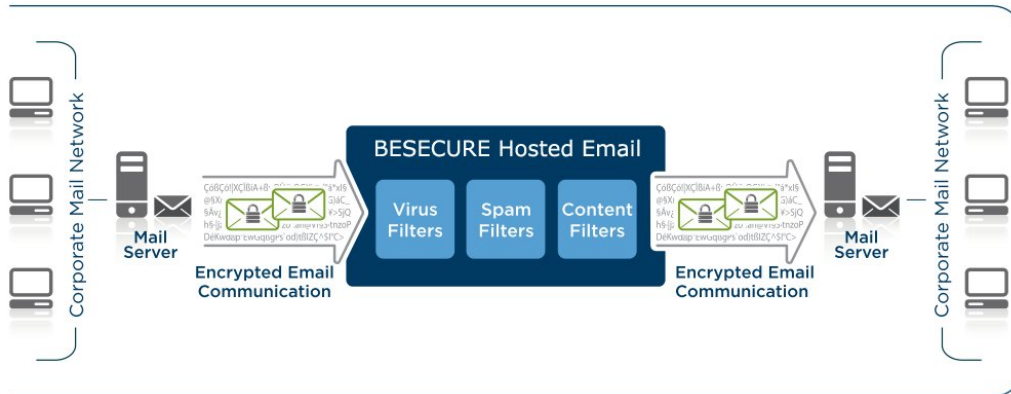 Corporate Mail Network
Mail
Server
Encrypted Email
Communication
BESECURE Hosted Email
Virus
Filters
Spam
Filters
Content
Filters
Encrypted Email
Communication
Mail
Server
Corporate Mail Network